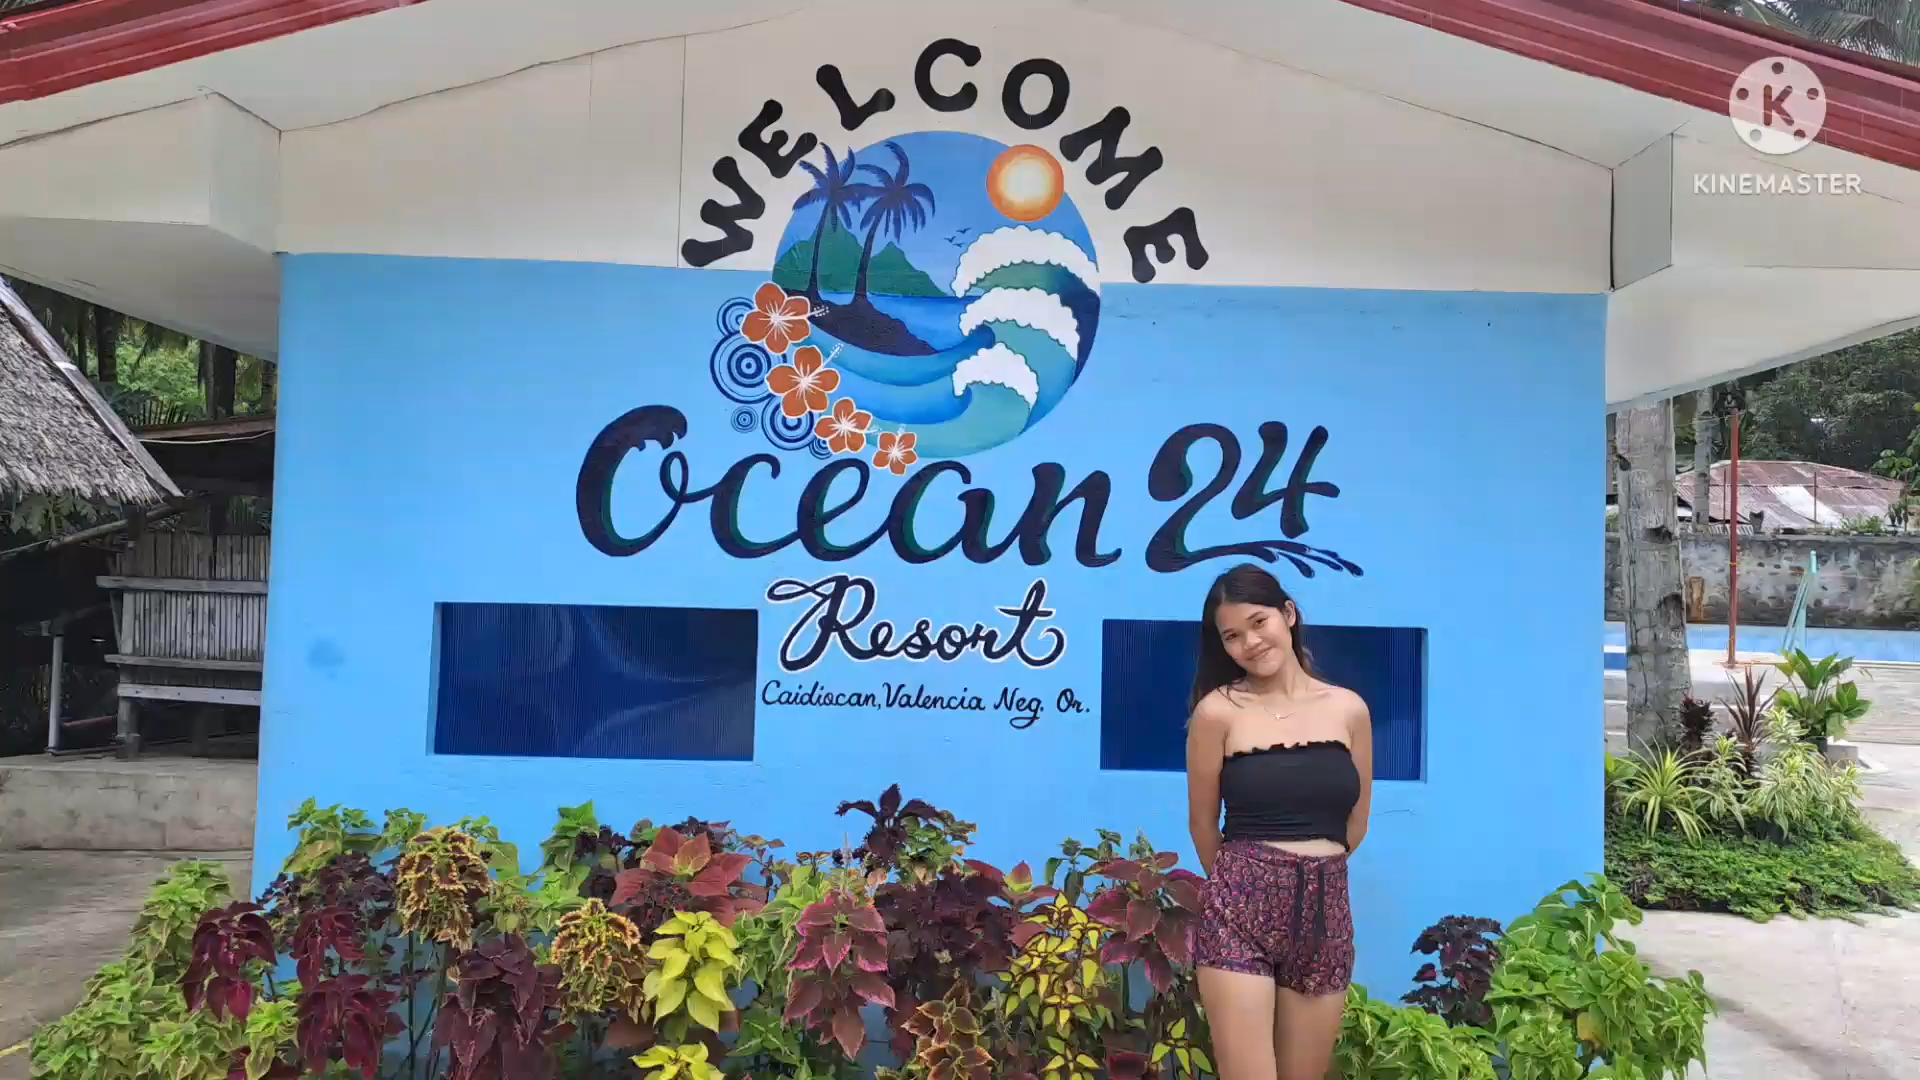 WELCOME
K
KINEMASTER
Ocean 24
Resort
Caidiocan, Valencia Neg. Or.